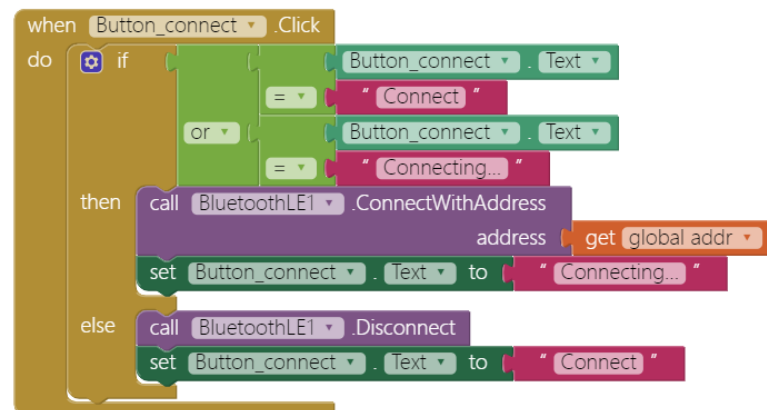 when Button_connect .Click
do if Button_connect . Text
= " Connect "
or Button_connect . Text
= " Connecting... "
then call BluetoothLE1 .ConnectWithAddress
address get global addr
set Button_connect . Text to " Connecting... "
else call BluetoothLE1 .Disconnect
set Button_connect . Text to " Connect "